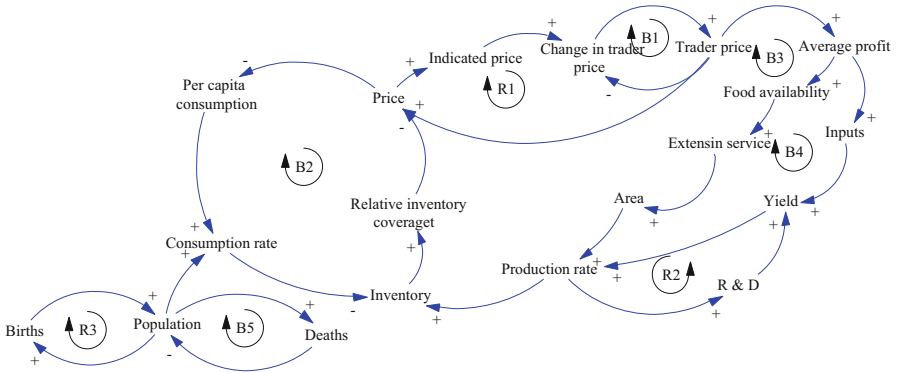 Indicated price
Change in trader
price
Trader price
Average profit
B1
B3
R1
Per capita
consumption
Price
Food availability
Extensin service
B4
Inputs
B2
Relative inventory
coveraget
Area
Yield
Consumption rate
Production rate
R2
R & D
Inventory
Births
R3
Population
B5
Deaths
+
+
+
-
-
+
+
+
-
+
+
+
+
+
+
+
+
+
+
-
+
+
+
+
+
-
+
-